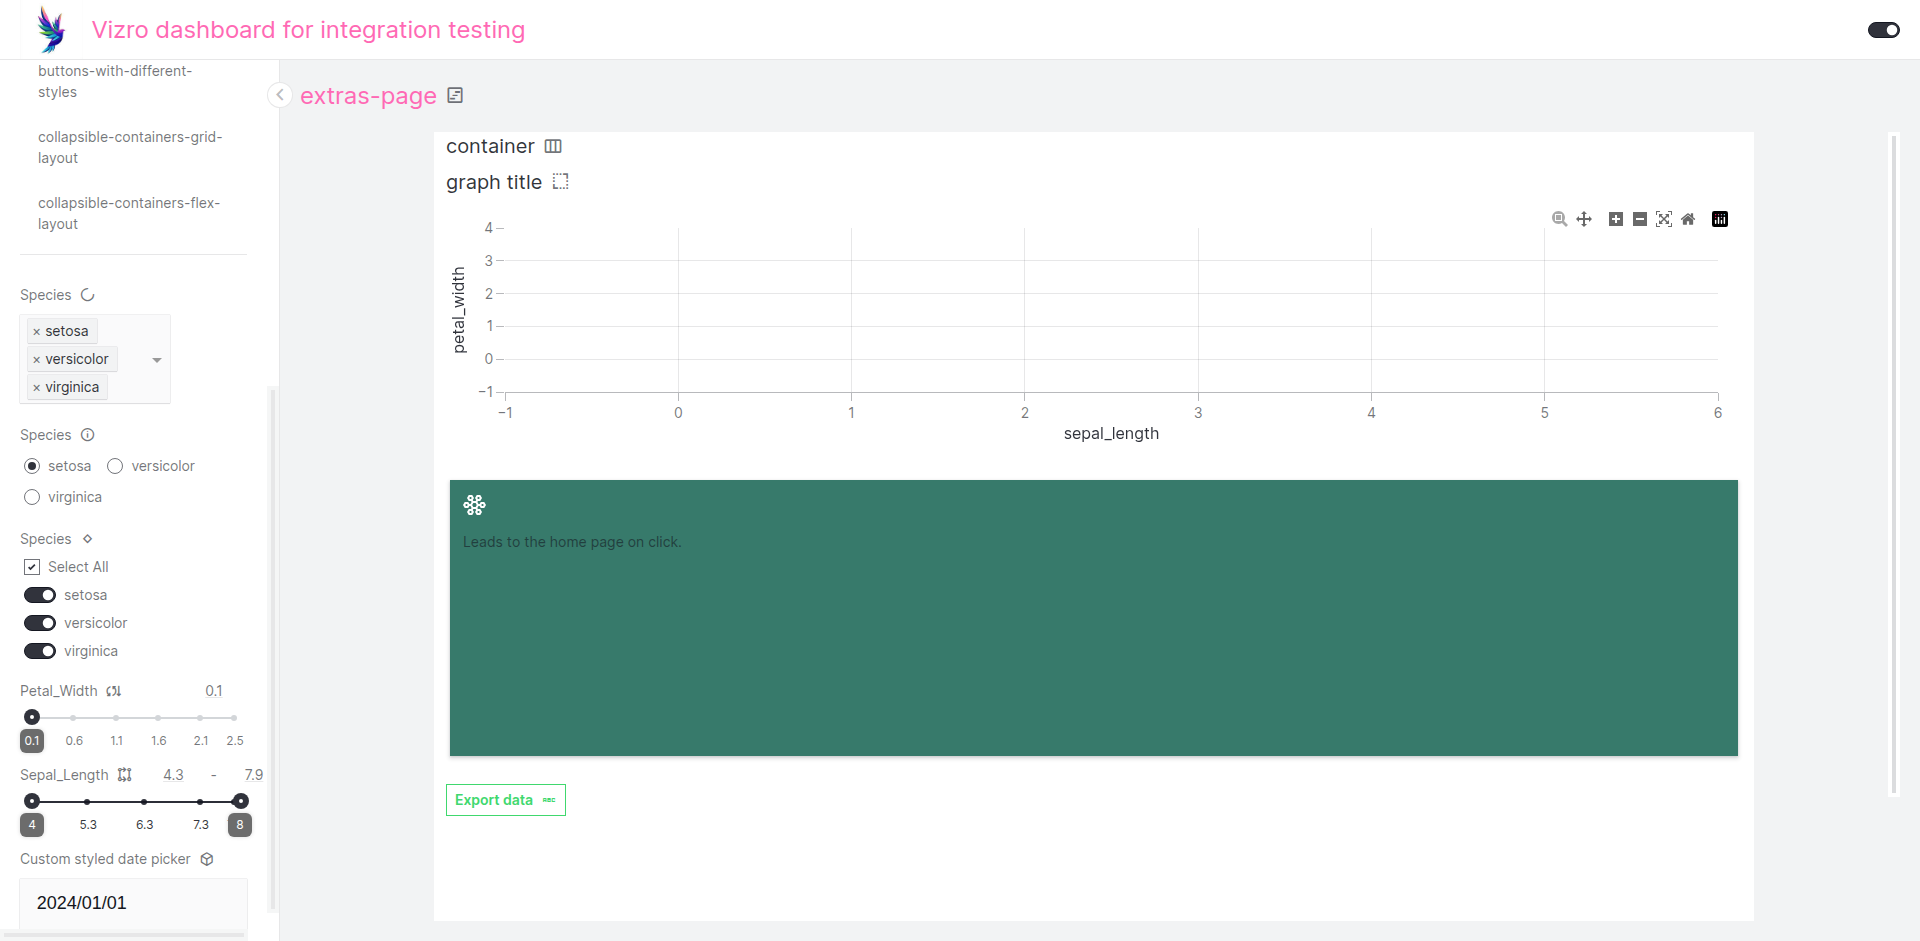 Vizro dashboard for integration testing
buttons-with-different-
styles
collapsible-containers-grid-
layout
collapsible-containers-flex-
layout
Species
× setosa
× versicolor
× virginica
Species
setosa versicolor
virginica
Species
Select All
setosa
versicolor
virginica
Petal_Width 0.1
0.1 0.6 1.1 1.6 2.1 2.5
Sepal_Length 4.3 - 7.9
4 5.3 6.3 7.3 8
Custom styled date picker
2024/01/01
extras-page
container
graph title
4
3
2
1
0
−1
petal_width
−1 0 1 2 3 4 5 6
sepal_length
Leads to the home page on click.
Export data ABC